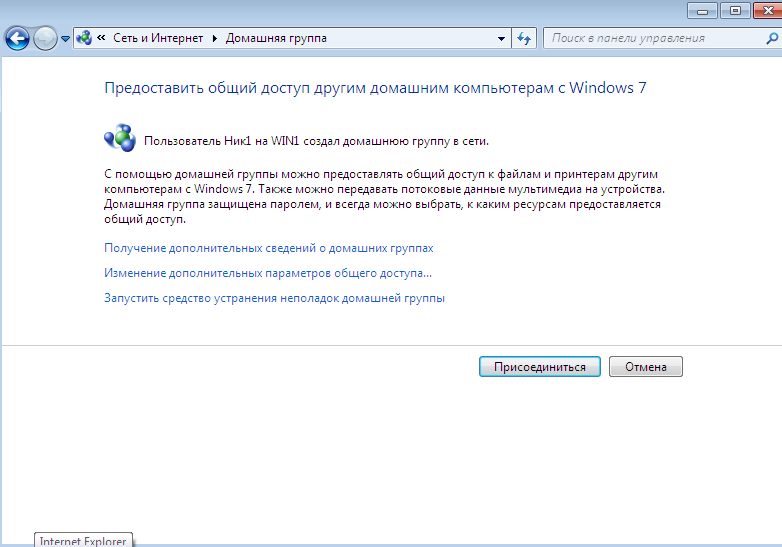 « Сеть и Интернет ▸ Домашняя группа
Поиск в панели управления
Предоставить общий доступ другим домашним компьютерам с Windows 7
Пользователь Ник1 на WIN1 создал домашнюю группу в сети.
С помощью домашней группы можно предоставлять общий доступ к файлам и принтерам другим
компьютерам с Windows 7. Также можно передавать потоковые данные мультимедиа на устройства.
Домашняя группа защищена паролем, и всегда можно выбрать, к каким ресурсам предоставляется
общий доступ.
Получение дополнительных сведений о домашних группах
Изменение дополнительных параметров общего доступа...
Запустить средство устранения неполадок домашней группы
Присоединиться
Отмена
Internet Explorer